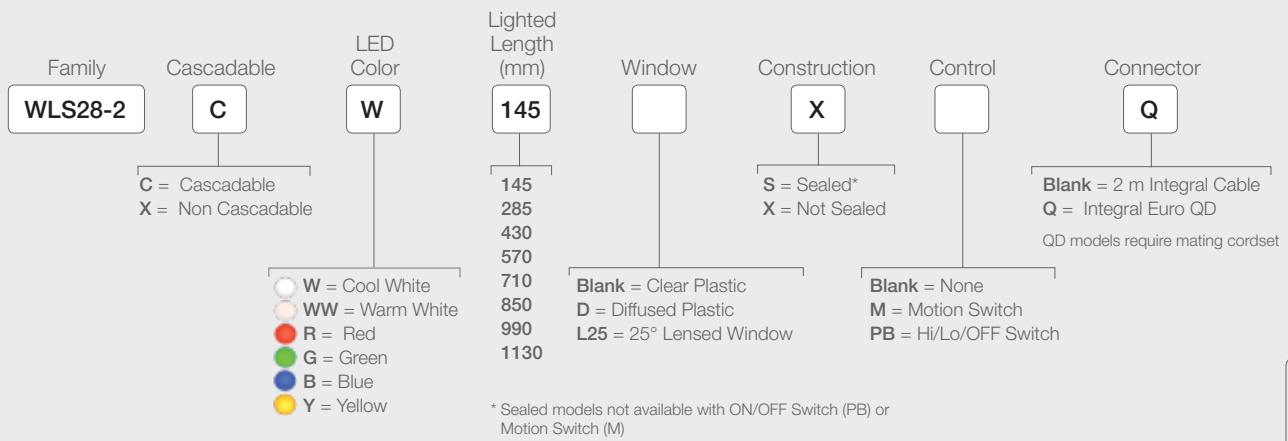 Family
Cascadable
LED
Color
Lighted
Length
(mm)
Window
Construction
Control
Connector
WLS28-2
C
W
145
X
Q
C = Cascadable
X = Non Cascadable
W = Cool White
WW = Warm White
R = Red
G = Green
B = Blue
Y = Yellow
145
285
430
570
710
850
990
1130
Blank = Clear Plastic
D = Diffused Plastic
L25 = 25° Lensed Window
S = Sealed*
X = Not Sealed
Blank = None
M = Motion Switch
PB = Hi/Lo/OFF Switch
Blank = 2 m Integral Cable
Q = Integral Euro QD
QD models require mating cordset
* Sealed models not available with ON/OFF Switch (PB) or
Motion Switch (M)